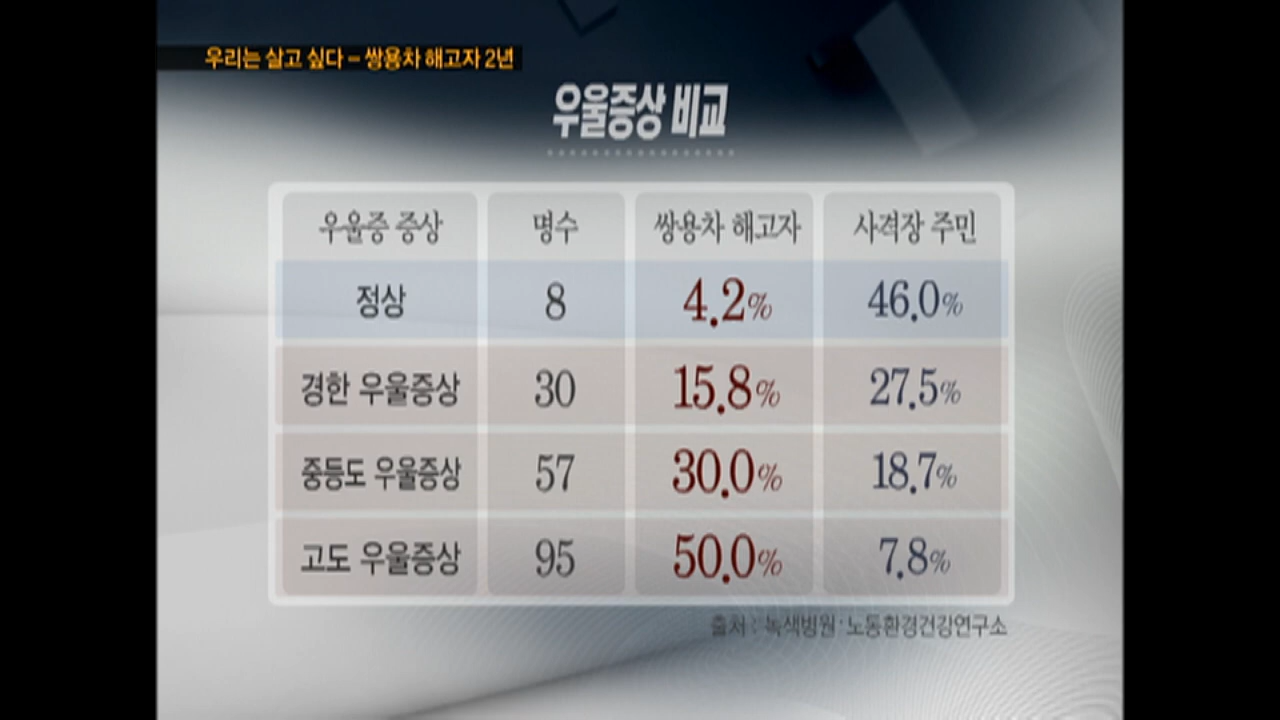 우리는 살고 싶다 - 쌍용차 해고자 2년
우울증상 비교
우울증 증상 명수 쌍용차 해고자 사격장 주민
정상 8 4.2% 46.0%
경한 우울증상 30 15.8% 27.5%
중등도 우울증상 57 30.0% 18.7%
고도 우울증상 95 50.0% 7.8%
출처 : 녹색병원·노동환경건강연구소